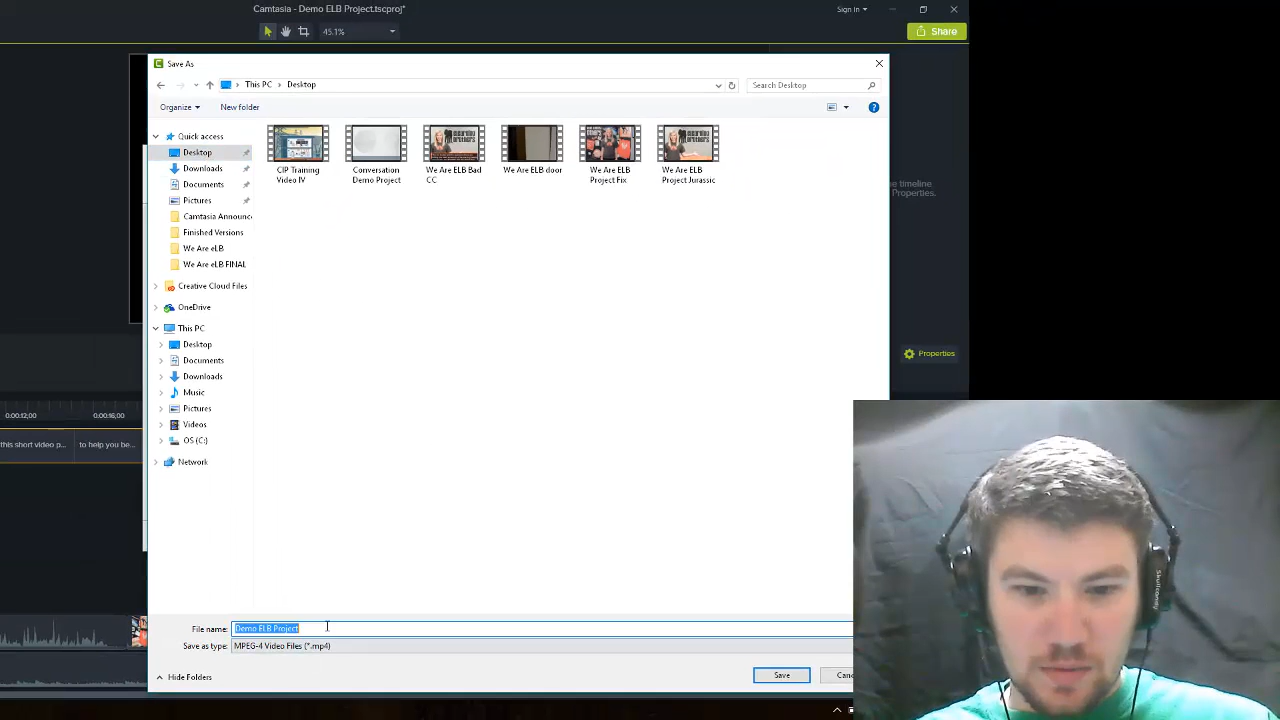 Camtasia - Demo ELB Project.tscproj*
Sign in
45.1%
Share
Save As
This PC > Desktop
Search Desktop
Organize
New folder
Quick access
Desktop
Downloads
Documents
Pictures
Camtasia Announc
Finished Versions
We Are eLB
We Are eLB FINAL
Creative Cloud Files
OneDrive
This PC
Desktop
Documents
Downloads
Music
Pictures
Videos
OS (C:)
Network
CIP Training
Video IV
Conversation
Demo Project
We Are ELB Bad
CC
We Are ELB door
We Are ELB
Project Fix
We Are ELB
Project Jurassic
he timeline
Properties.
Properties
0:00:12;00
0:00:16;00
this short video p...
to help you be...
File name:
Demo ELB Project
Save as type:
MPEG-4 Video Files (*.mp4)
Hide Folders
Save
Canc
Skullcandy